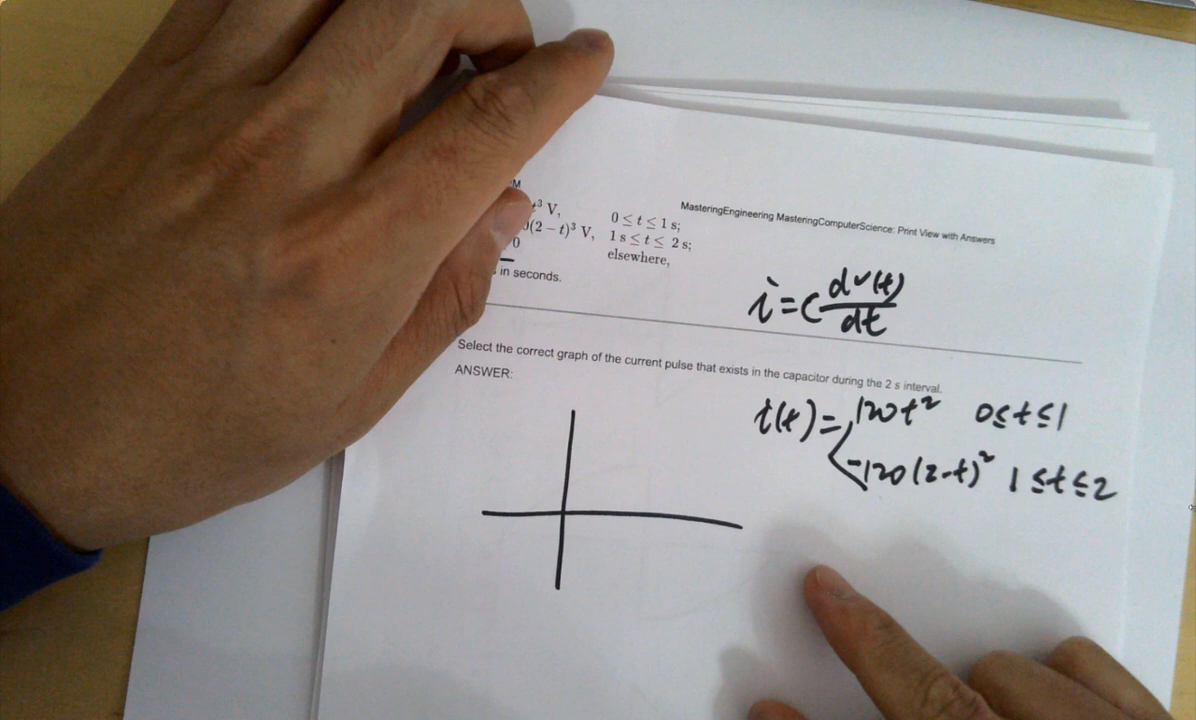 t³ V,	0 ≤ t ≤ 1 s;
(2 − t)³ V,	1 s ≤ t ≤ 2 s;
0	elsewhere,
in seconds.
MasteringEngineering MasteringComputerScience: Print View with Answers
i = C dv(t)/dt
Select the correct graph of the current pulse that exists in the capacitor during the 2 s interval.
ANSWER:
i(t) = 120t² 0 ≤ t ≤ 1
-120(2-t)² 1 ≤ t ≤ 2